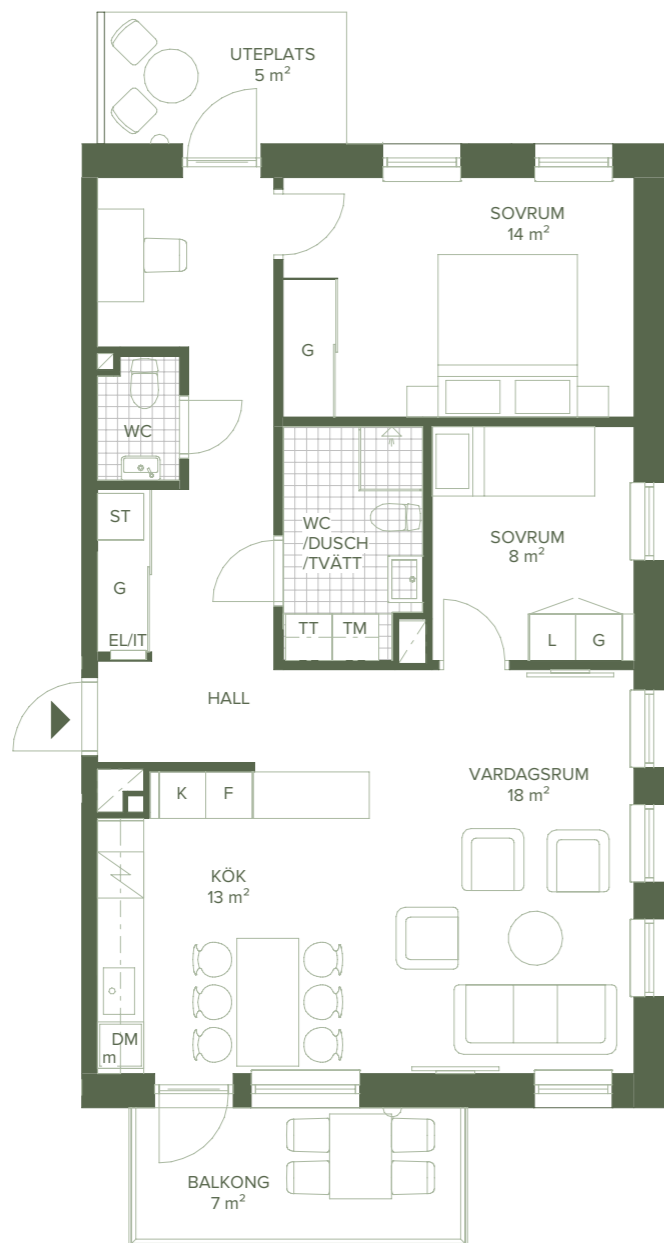 UTEPLATS
5 m²
SOVRUM
14 m²
G
WC
ST
WC
/DUSCH
/TVÄTT
SOVRUM
8 m²
G
EL/IT
TT TM
L G
HALL
VARDAGSRUM
18 m²
K F
KÖK
13 m²
DM
m
BALKONG
7 m²